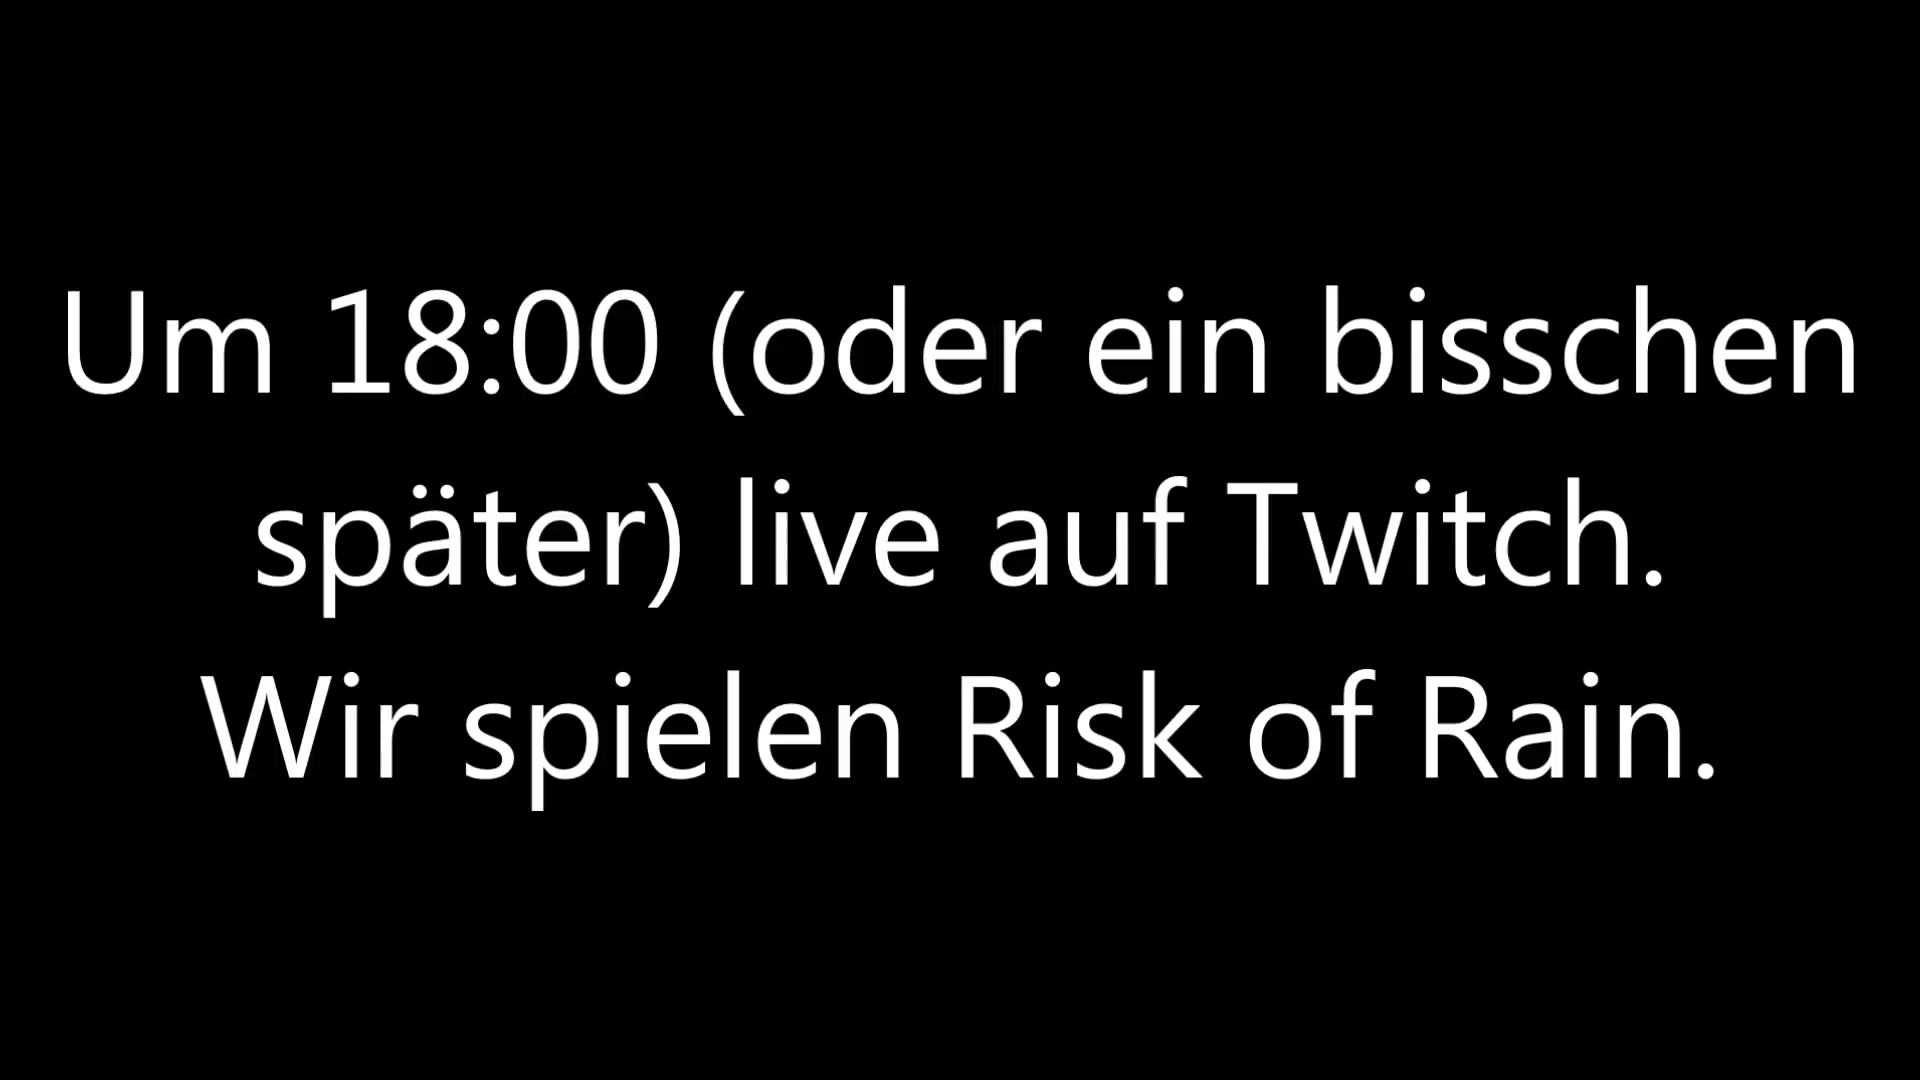 Um 18:00 (oder ein bisschen
später) live auf Twitch.
Wir spielen Risk of Rain.